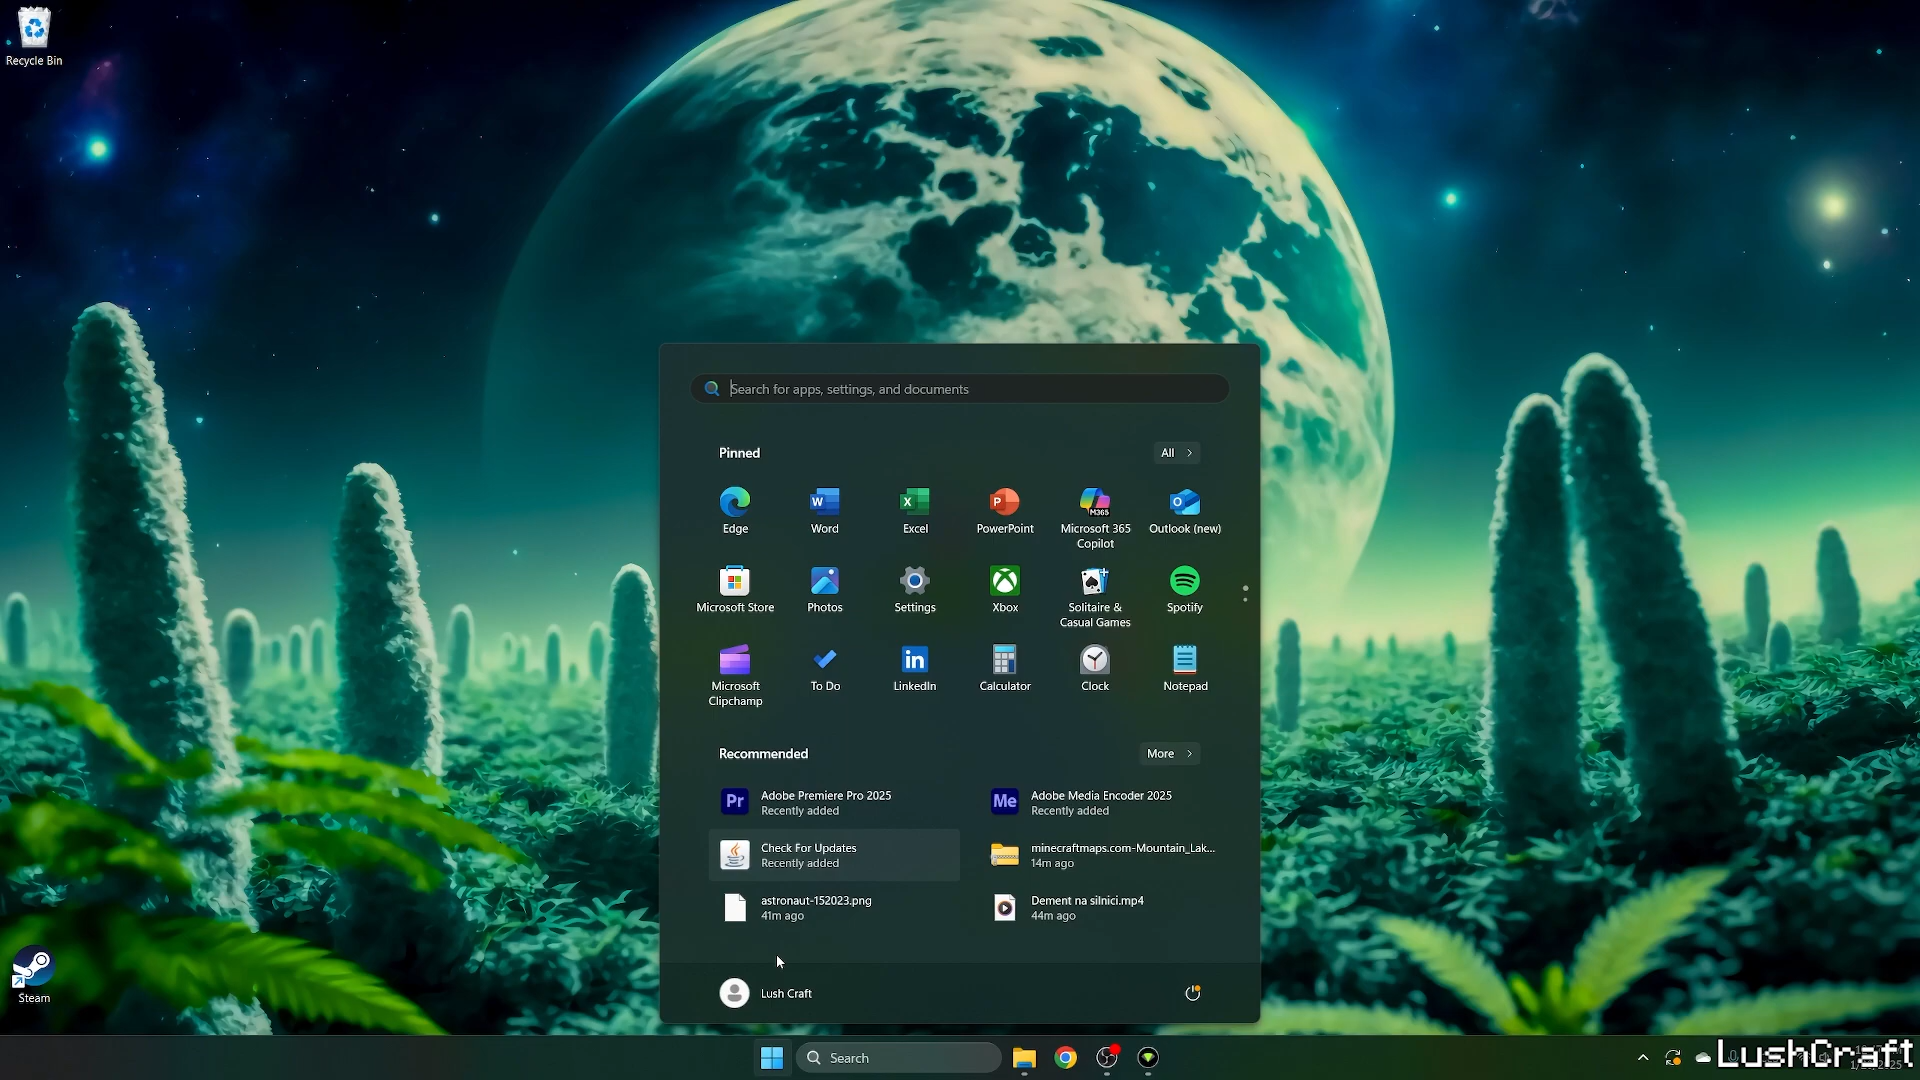 Recycle Bin
Search for apps, settings, and documents
Pinned
All
Edge
Word
Excel
PowerPoint
M365
Microsoft 365
Copilot
Outlook (new)
Microsoft Store
Photos
Settings
Xbox
Solitaire &
Casual Games
Spotify
Microsoft
Clipchamp
To Do
LinkedIn
Calculator
Clock
Notepad
Recommended
More
Pr
Adobe Premiere Pro 2025
Recently added
Me
Adobe Media Encoder 2025
Recently added
Check For Updates
Recently added
minecraftmaps.com-Mountain_Lak...
14m ago
astronaut-152023.png
41m ago
Dement na silnici.mp4
44m ago
Steam
Lush Craft
Search
LushCraft